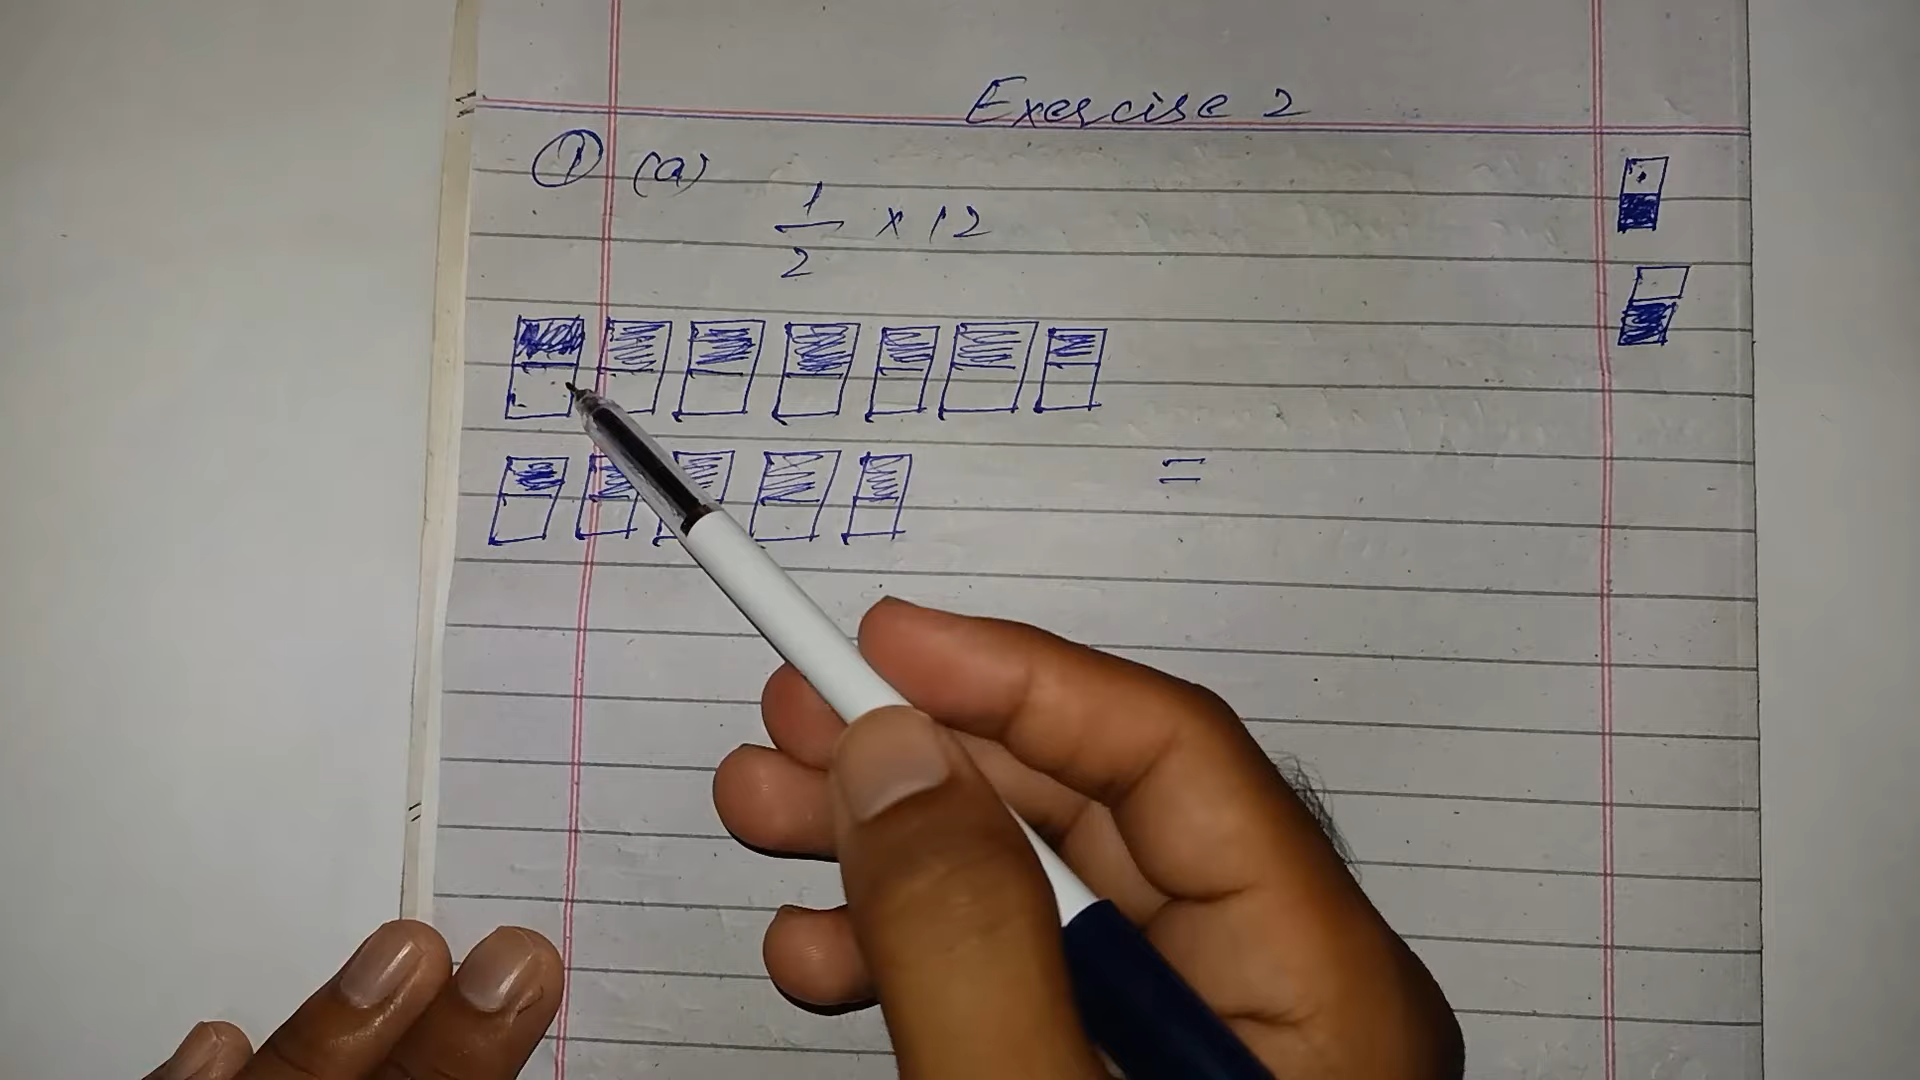 Exercise 2
① (a)
1/2 × 12
=